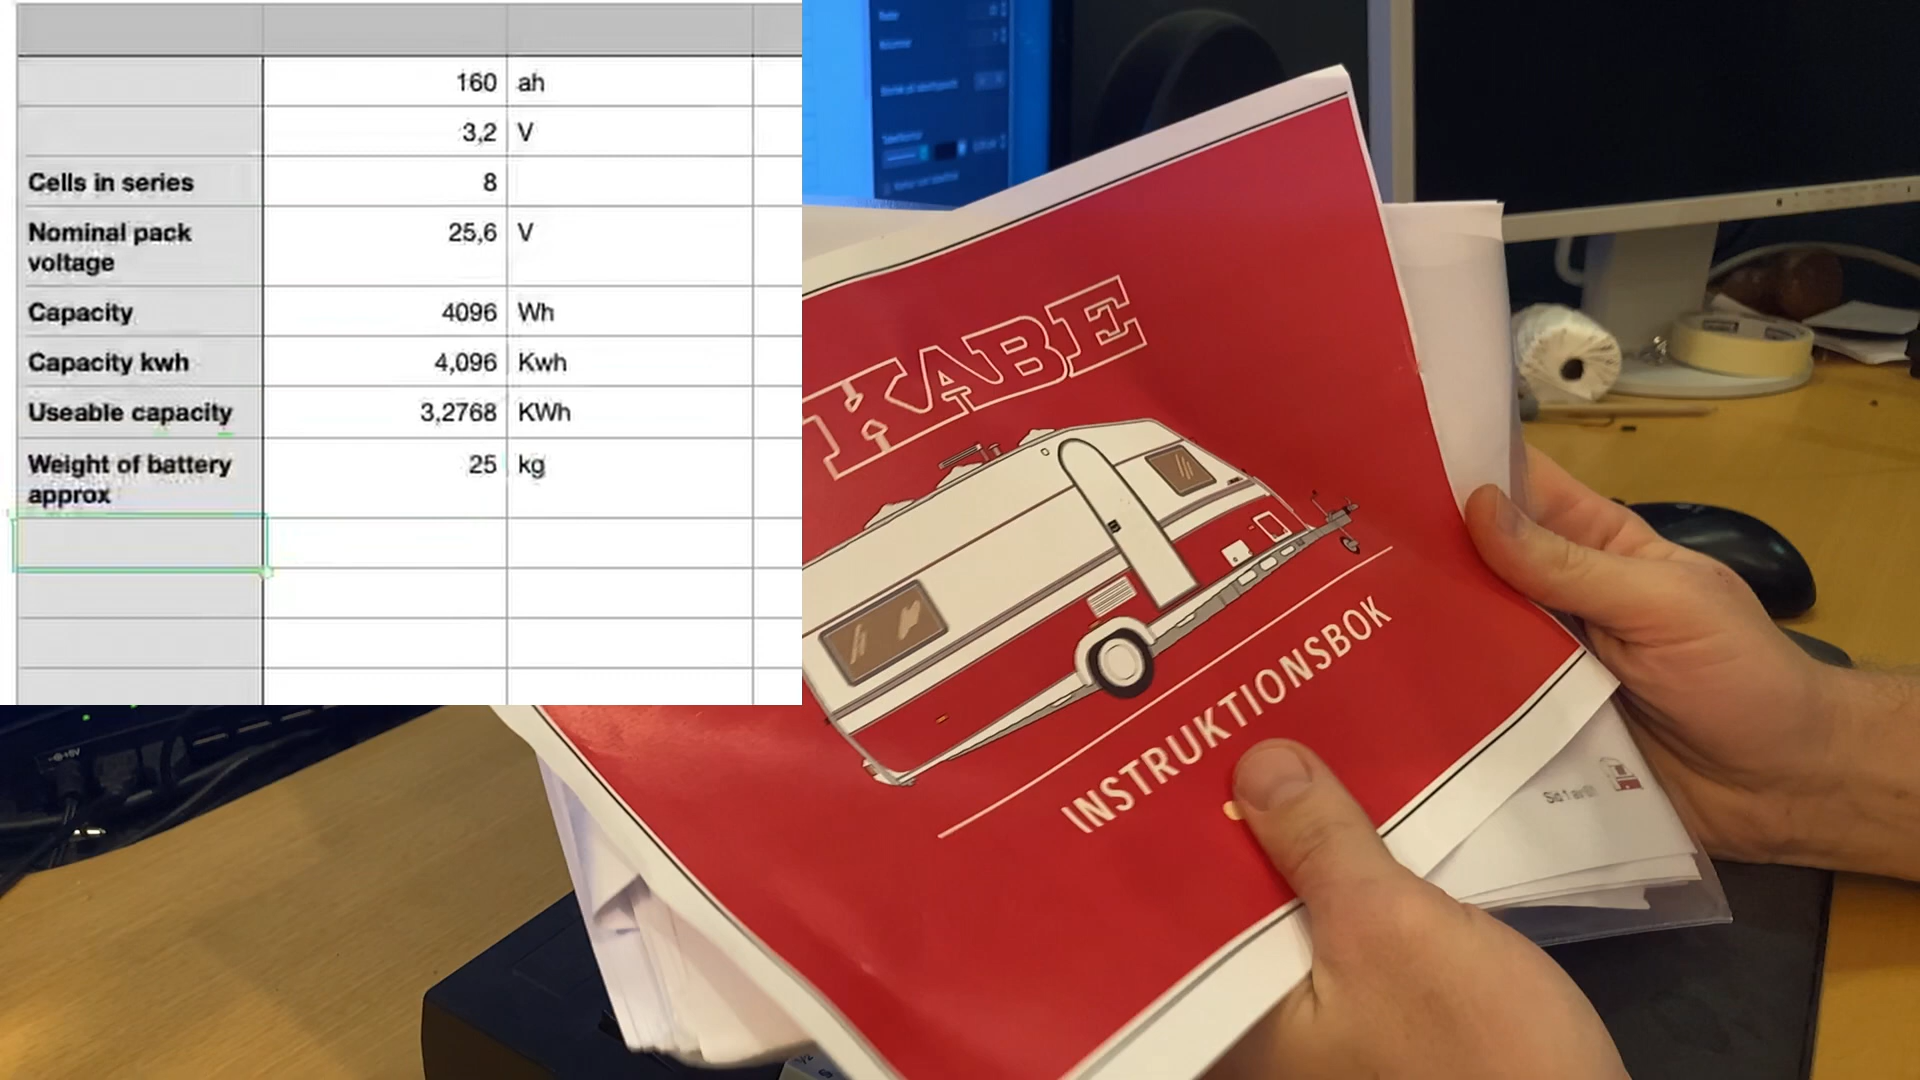 160 ah
3,2 V
Cells in series 8
Nominal pack voltage 25,6 V
Capacity 4096 Wh
Capacity kwh 4,096 Kwh
Useable capacity 3,2768 KWh
Weight of battery approx 25 kg
KABE
INSTRUKTIONSBOK